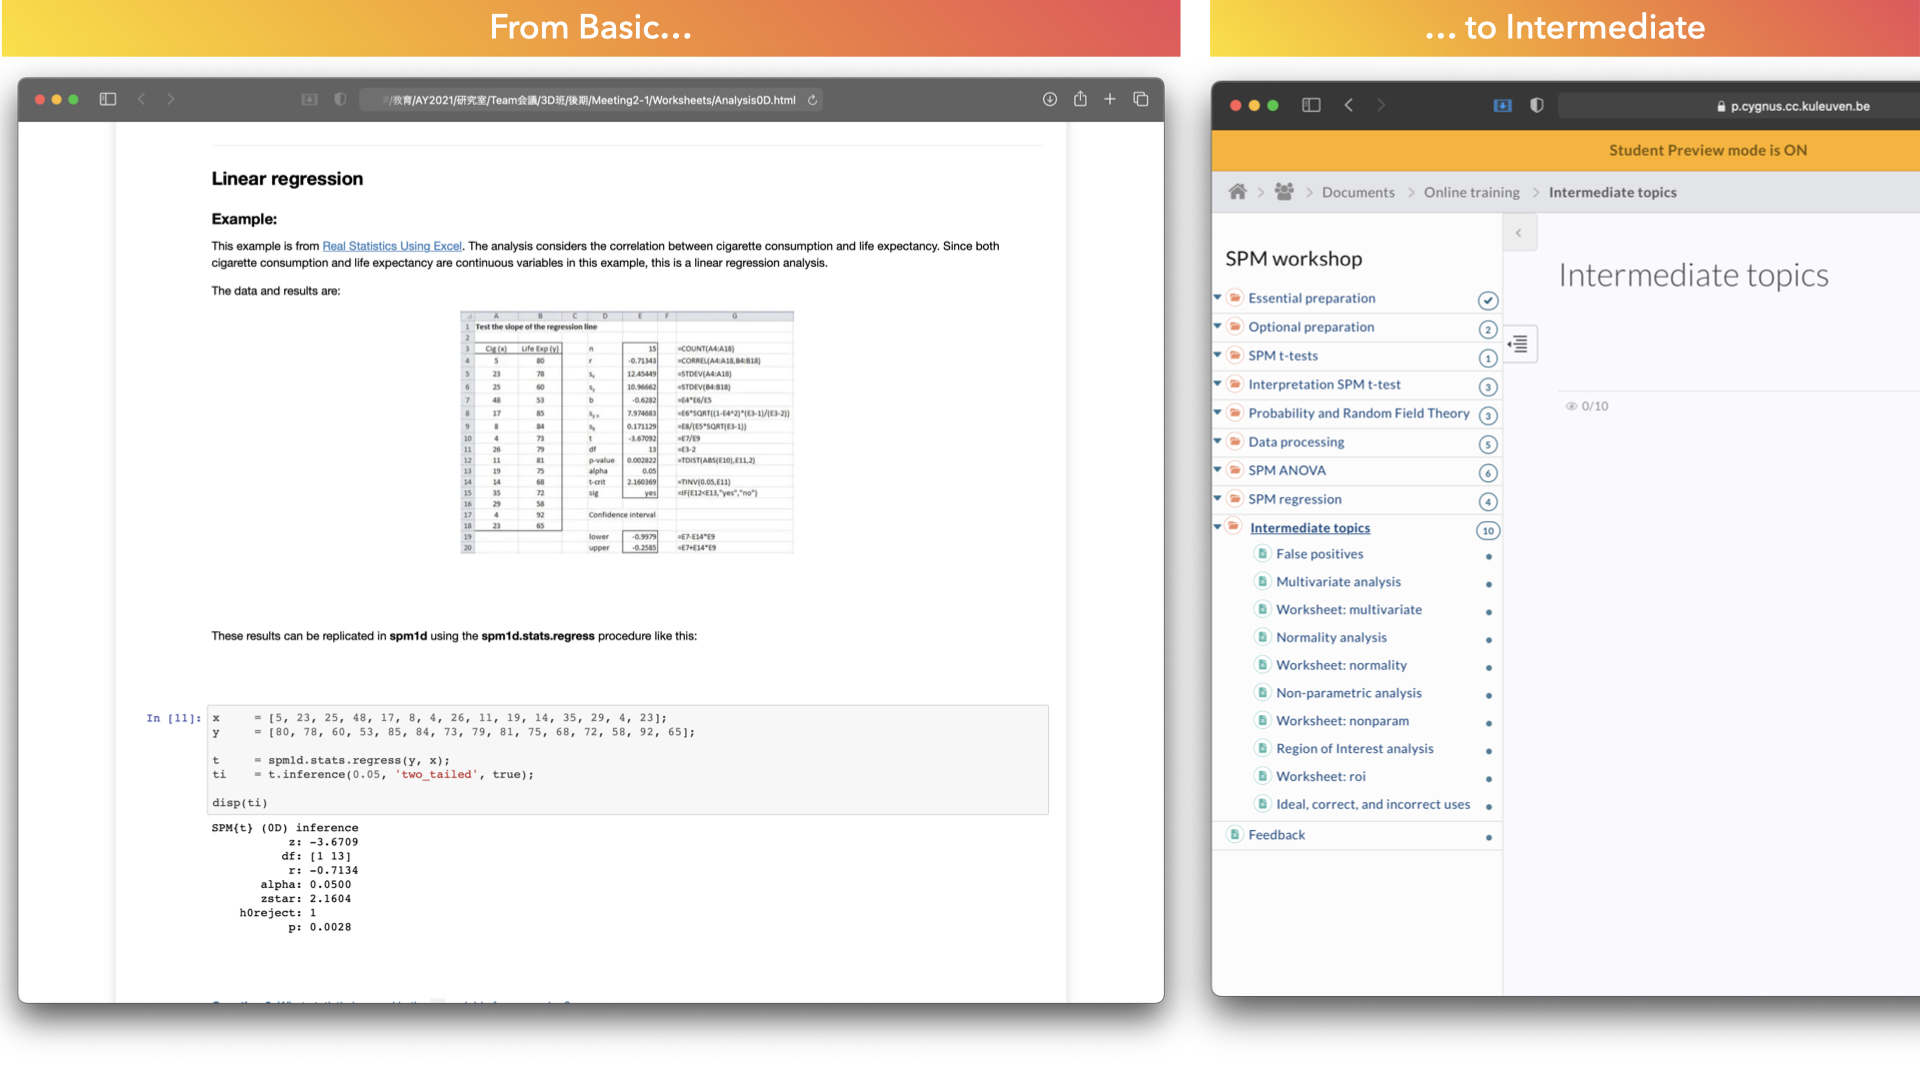 From Basic...
/教育/AY2021/研究室/Team会議/3D班/後期/Meeting2-1/Worksheets/Analysis0D.html
Linear regression
Example:
This example is from Real Statistics Using Excel. The analysis considers the correlation between cigarette consumption and life expectancy. Since both
cigarette consumption and life expectancy are continuous variables in this example, this is a linear regression analysis.
The data and results are:
A B C D E F G
1 Test the slope of the regression line
2
3 Cig (x) Life Exp (y) n 15 =COUNT(A4:A18)
4 5 80 r -0.71343 =CORREL(A4:A18,B4:B18)
5 23 78 12.45449 =STDEV(A4:A18)
6 25 60 10.96662 =STDEV(B4:B18)
7 48 53 b -0.6282 =E4*E6/E5
8 17 85 7.974683 =E6*SQRT((1-E4^2)*(E3-1)/(E3-2))
9 8 84 0.171129 =E8/(E5*SQRT(E3-1))
10 4 73 t -3.67092 =E7/E9
11 26 79 df 13 =E3-2
12 11 81 p-value 0.002822 =TDIST(ABS(E10),E11,2)
13 19 75 alpha 0.05
14 14 68 t-crit 2.160369 =TINV(0.05,E11)
15 35 72 sig yes =IF(E12<E13,"yes","no")
16 29 58
17 4 92 Confidence interval
18 23 65
19 lower -0.9979 =E7-E14*E9
20 upper -0.2585 =E7+E14*E9
These results can be replicated in spm1d using the spm1d.stats.regress procedure like this:
In [11]: x = [5, 23, 25, 48, 17, 8, 4, 26, 11, 19, 14, 35, 29, 4, 23];
y = [80, 78, 60, 53, 85, 84, 73, 79, 81, 75, 68, 72, 58, 92, 65];
t = spm1d.stats.regress(y, x);
ti = t.inference(0.05, 'two_tailed', true);
disp(ti)
SPM{t} (0D) inference
z: -3.6709
df: [1 13]
r: -0.7134
alpha: 0.0500
zstar: 2.1604
h0reject: 1
p: 0.0028
... to Intermediate
p.cygnus.cc.kuleuven.be
Student Preview mode is ON
Documents > Online training > Intermediate topics
SPM workshop
Essential preparation
Optional preparation 2
SPM t-tests 1
Interpretation SPM t-test 3
Probability and Random Field Theory 3
Data processing 5
SPM ANOVA 6
SPM regression 4
Intermediate topics 10
False positives
Multivariate analysis
Worksheet: multivariate
Normality analysis
Worksheet: normality
Non-parametric analysis
Worksheet: nonparam
Region of Interest analysis
Worksheet: roi
Ideal, correct, and incorrect uses
Feedback
Intermediate topics
0/10